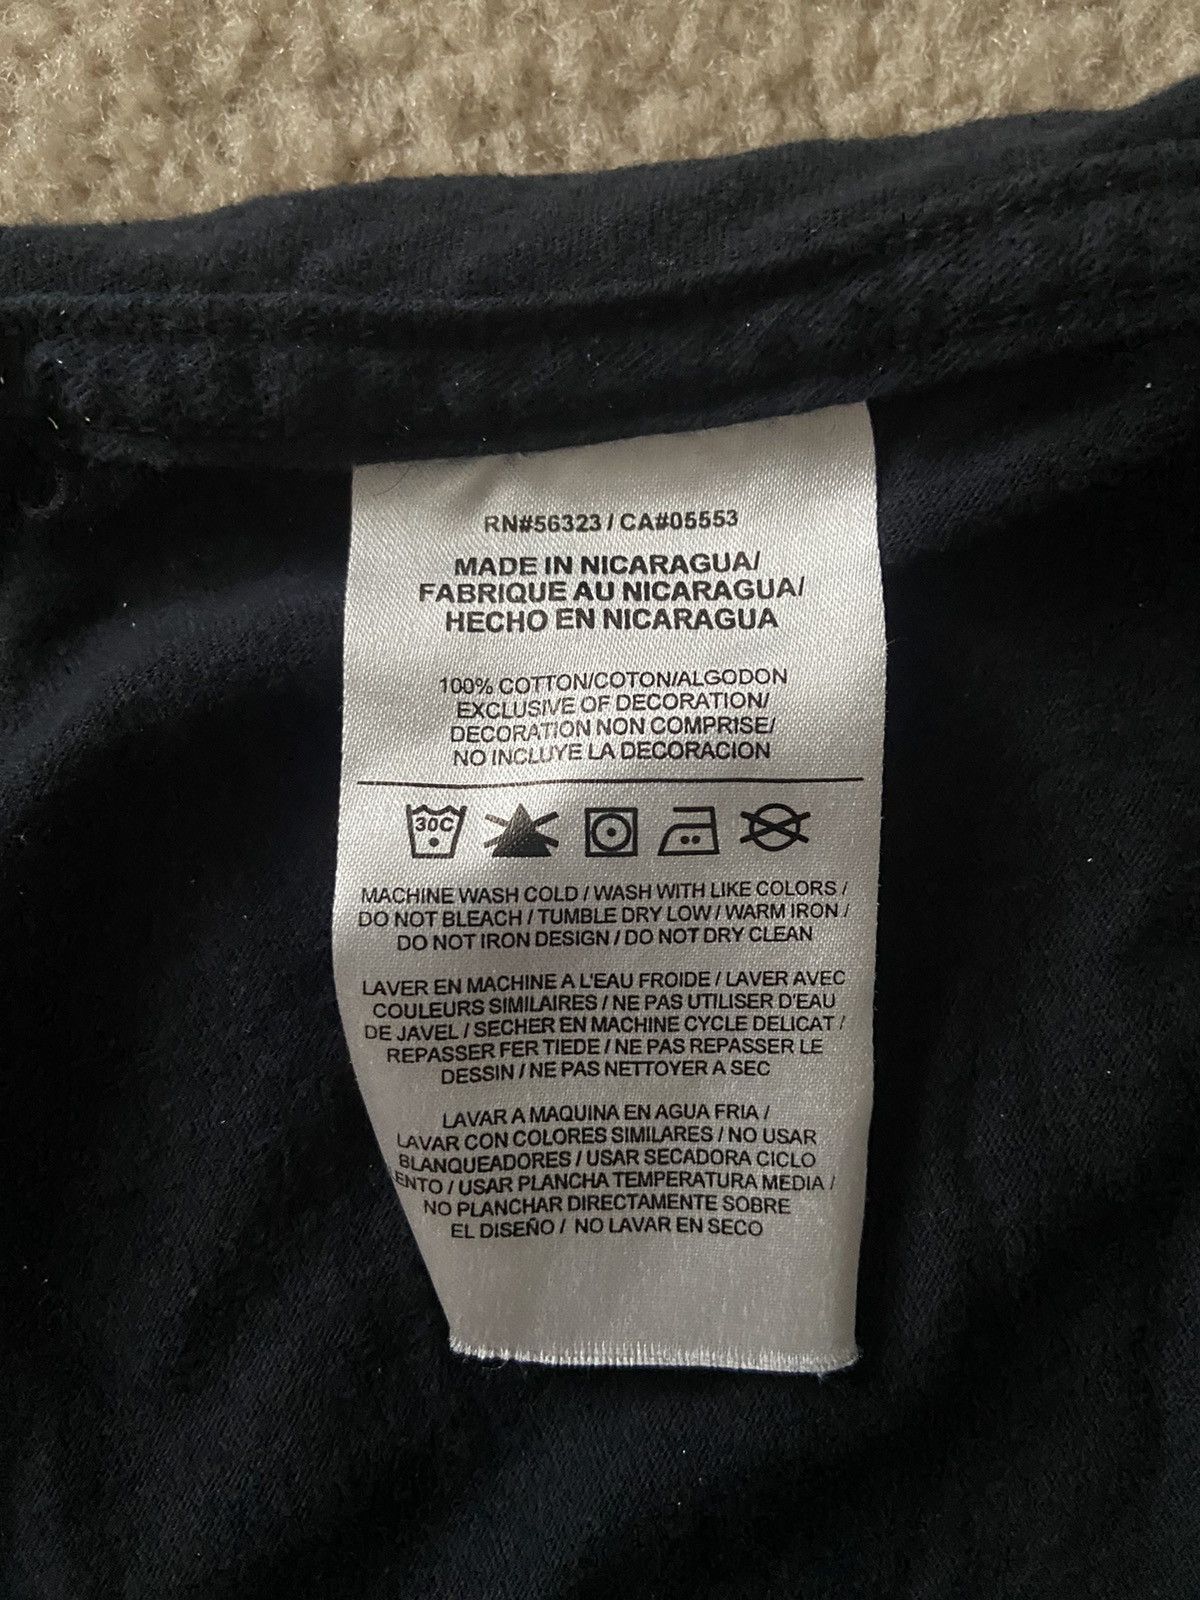 RN#56323 / CA#05553
MADE IN NICARAGUA/
FABRIQUE AU NICARAGUA/
HECHO EN NICARAGUA
100% COTTON/COTON/ALGODON
EXCLUSIVE OF DECORATION/
DECORATION NON COMPRISE/
NO INCLUYE LA DECORACION
30C
MACHINE WASH COLD / WASH WITH LIKE COLORS /
DO NOT BLEACH / TUMBLE DRY LOW / WARM IRON /
DO NOT IRON DESIGN / DO NOT DRY CLEAN
LAVER EN MACHINE A L'EAU FROIDE / LAVER AVEC
COULEURS SIMILAIRES / NE PAS UTILISER D'EAU
DE JAVEL / SECHER EN MACHINE CYCLE DELICAT /
REPASSER FER TIEDE / NE PAS REPASSER LE
DESSIN / NE PAS NETTOYER A SEC
LAVAR A MAQUINA EN AGUA FRIA /
LAVAR CON COLORES SIMILARES / NO USAR
BLANQUEADORES / USAR SECADORA CICLO
ENTO / USAR PLANCHA TEMPERATURA MEDIA /
NO PLANCHAR DIRECTAMENTE SOBRE
EL DISEÑO / NO LAVAR EN SECO